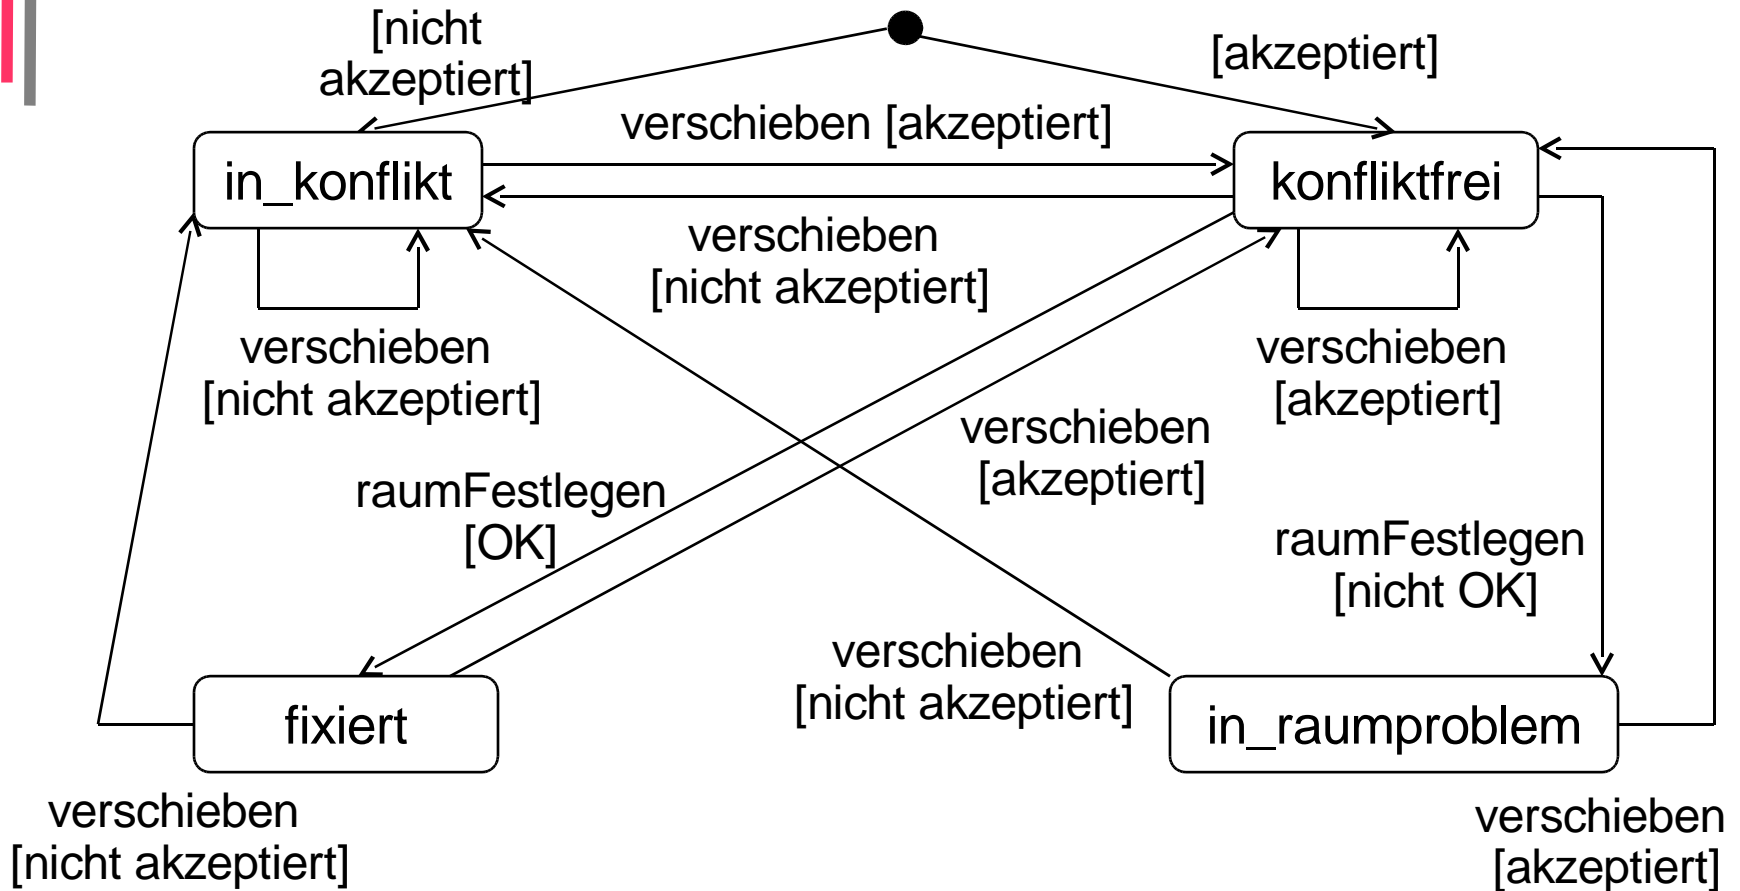 [nicht
akzeptiert]
[akzeptiert]
verschieben [akzeptiert]
in_konflikt
konfliktfrei
verschieben
[nicht akzeptiert]
verschieben
[nicht akzeptiert]
verschieben
[akzeptiert]
verschieben
[akzeptiert]
raumFestlegen
[OK]
raumFestlegen
[nicht OK]
verschieben
[nicht akzeptiert]
fixiert
in_raumproblem
verschieben
[nicht akzeptiert]
verschieben
[akzeptiert]